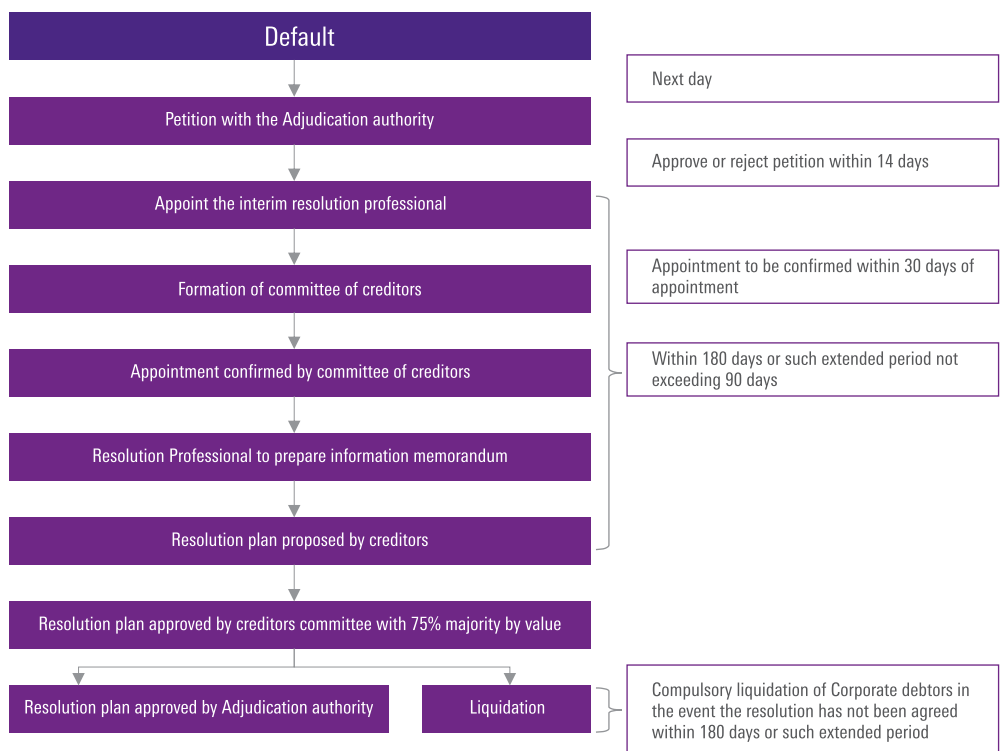 Default
Next day
Petition with the Adjudication authority
Approve or reject petition within 14 days
Appoint the interim resolution professional
Appointment to be confirmed within 30 days of
appointment
Formation of committee of creditors
Within 180 days or such extended period not
exceeding 90 days
Appointment confirmed by committee of creditors
Resolution Professional to prepare information memorandum
Resolution plan proposed by creditors
Resolution plan approved by creditors committee with 75% majority by value
Resolution plan approved by Adjudication authority
Liquidation
Compulsory liquidation of Corporate debtors in
the event the resolution has not been agreed
within 180 days or such extended period